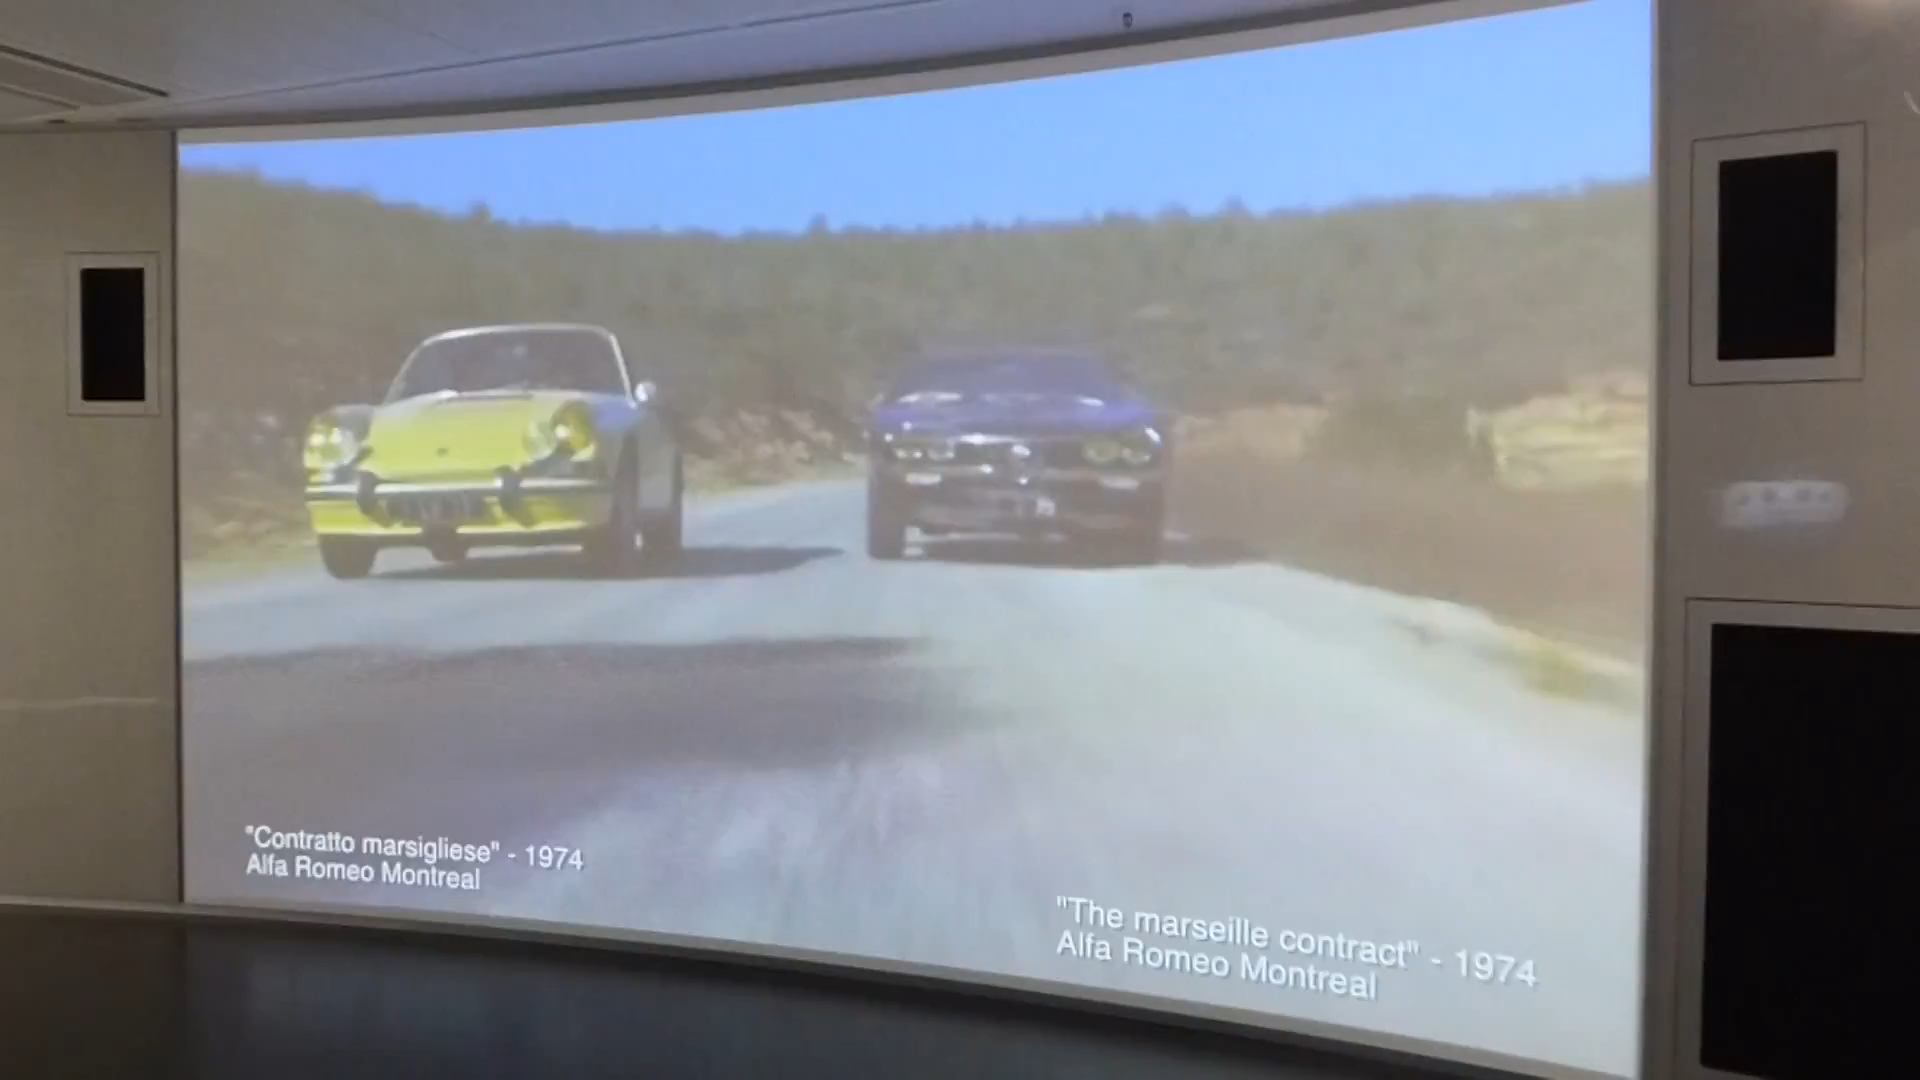 "Contratto marsigliese" - 1974
Alfa Romeo Montreal
"The marseille contract" - 1974
Alfa Romeo Montreal